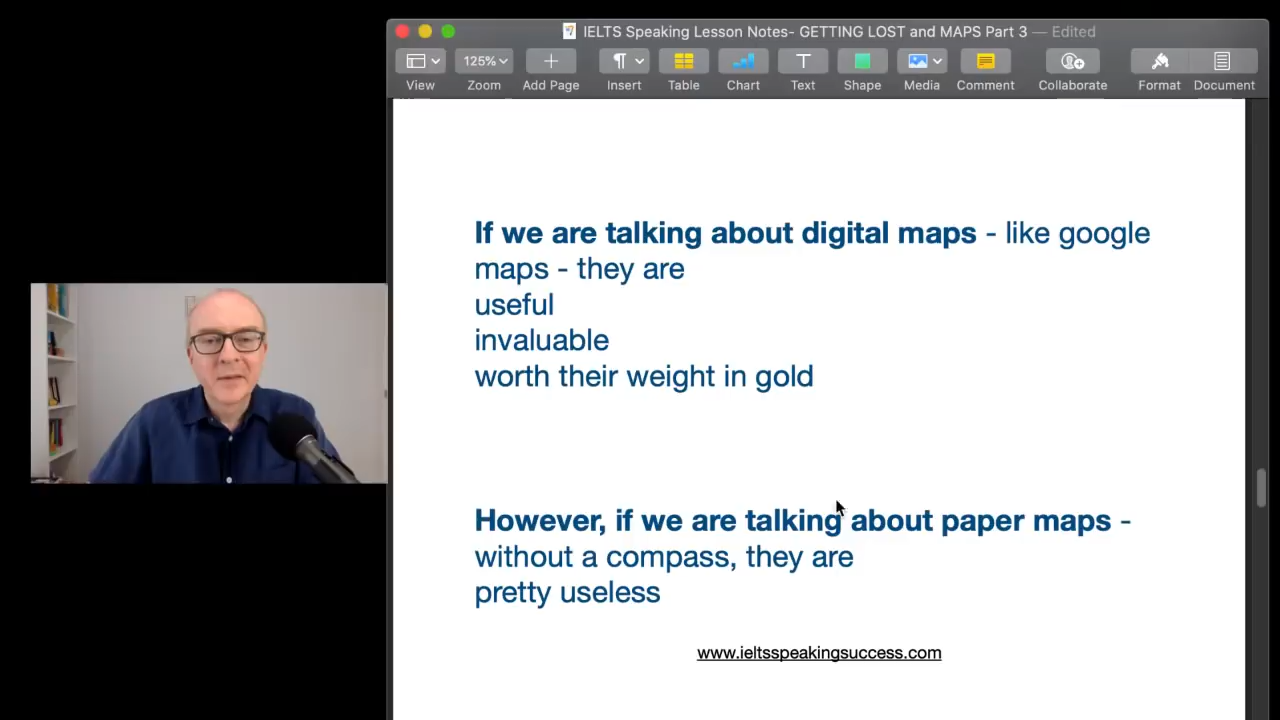 IELTS Speaking Lesson Notes- GETTING LOST and MAPS Part 3 — Edited
125%
View Zoom Add Page Insert Table Chart Text Shape Media Comment Collaborate Format Document
If we are talking about digital maps - like google
maps - they are
useful
invaluable
worth their weight in gold
However, if we are talking about paper maps -
without a compass, they are
pretty useless
www.ieltsspeakingsuccess.com